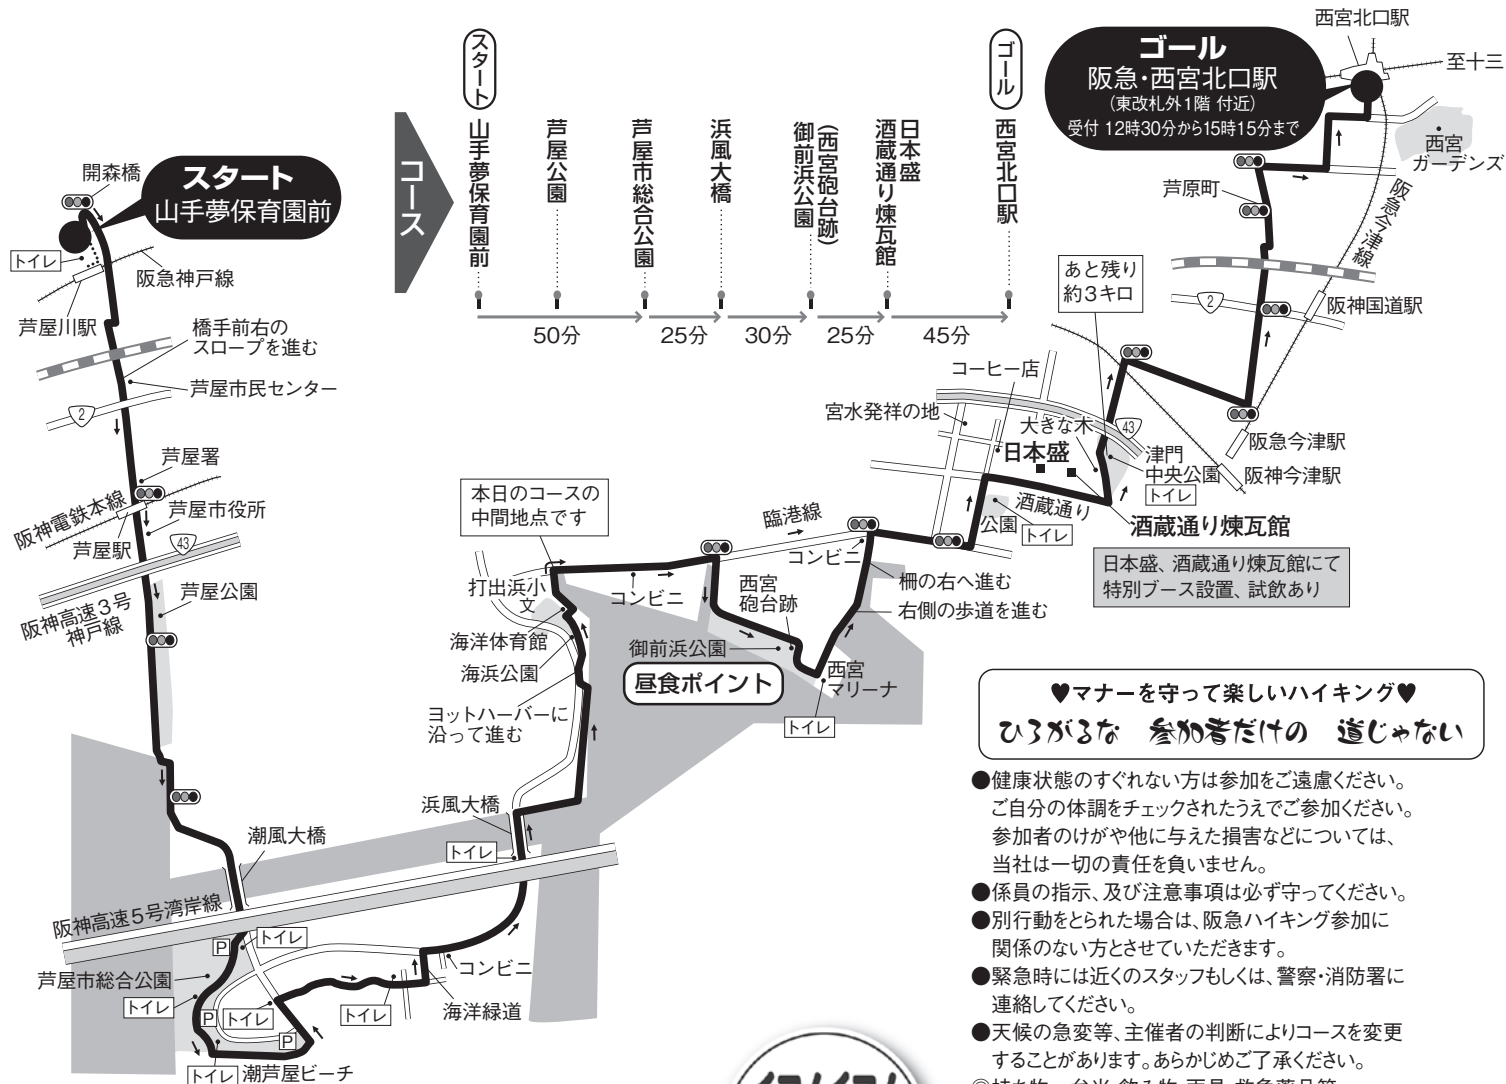 スタート
山手夢保育園前
開森橋
トイレ
阪急神戸線
芦屋川駅
橋手前右の
スロープを進む
芦屋市民センター
2
芦屋署
阪神電鉄本線
芦屋市役所
芦屋駅
43
芦屋公園
阪神高速3号
神戸線
潮風大橋
阪神高速5号湾岸線
P
トイレ
芦屋市総合公園
トイレ
P
トイレ
P
トイレ
潮芦屋ビーチ
トイレ
海洋緑道
コンビニ
トイレ
浜風大橋
ヨットハーバーに
沿って進む
海浜公園
海洋体育館
打出浜小
文
本日のコースの
中間地点です
コンビニ
臨港線
西宮
砲台跡
御前浜公園
昼食ポイント
西宮
マリーナ
トイレ
コンビニ
柵の右へ進む
右側の歩道を進む
公園
トイレ
酒蔵通り
コーヒー店
宮水発祥の地
大きな木
日本盛
43
津門
中央公園
トイレ
酒蔵通り煉瓦館
日本盛、酒蔵通り煉瓦館にて
特別ブース設置、試飲あり
あと残り
約3キロ
阪急今津駅
阪神今津駅
阪神国道駅
2
阪急今津線
芦原町
西宮
ガーデンズ
至十三
西宮北口駅
ゴール
阪急・西宮北口駅
(東改札外1階 付近)
受付 12時30分から15時15分まで
コース
スタート
山手夢保育園前
芦屋公園
芦屋市総合公園
浜風大橋
御前浜公園
(西宮砲台跡)
酒蔵通り煉瓦館
日本盛
ゴール
西宮北口駅
50分
25分
30分
25分
45分
♥マナーを守って楽しいハイキング♥
ひろがるな 参加者だけの 道じゃない
●健康状態のすぐれない方は参加をご遠慮ください。
ご自分の体調をチェックされたうえでご参加ください。
参加者のけがや他に与えた損害などについては、
当社は一切の責任を負いません。
●係員の指示、及び注意事項は必ず守ってください。
●別行動をとられた場合は、阪急ハイキング参加に
関係のない方とさせていただきます。
●緊急時には近くのスタッフもしくは、警察・消防署に
連絡してください。
●天候の急変等、主催者の判断によりコースを変更
することがあります。あらかじめご了承ください。